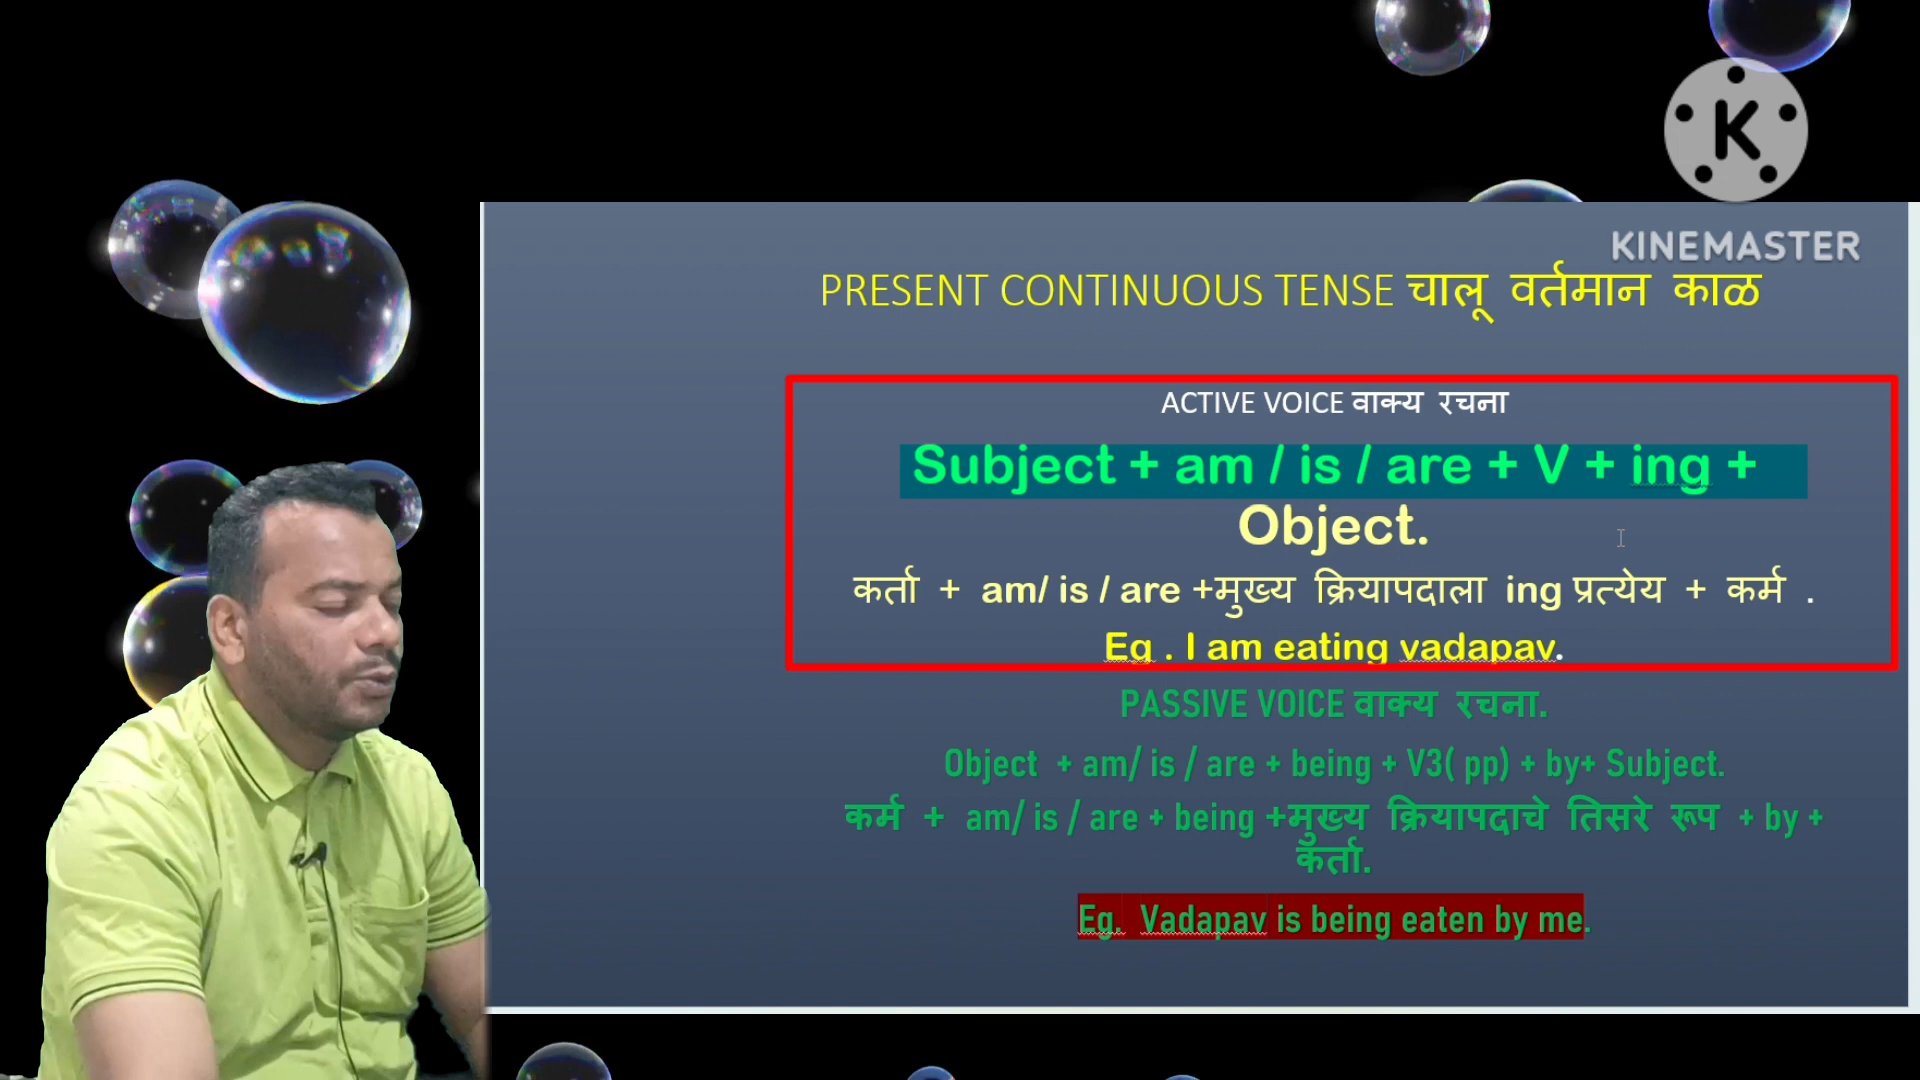 K
KINEMASTER
PRESENT CONTINUOUS TENSE चालू वर्तमान काळ
ACTIVE VOICE वाक्य रचना
Subject + am / is / are + V + ing +
Object.
कर्ता + am/ is / are +मुख्य क्रियापदाला ing प्रत्येय + कर्म .
Eg . I am eating vadapav.
PASSIVE VOICE वाक्य रचना.
Object + am/ is / are + being + V3( pp) + by+ Subject.
कर्म + am/ is / are + being +मुख्य क्रियापदाचे तिसरे रूप + by +
कर्ता.
Eg. Vadapav is being eaten by me.